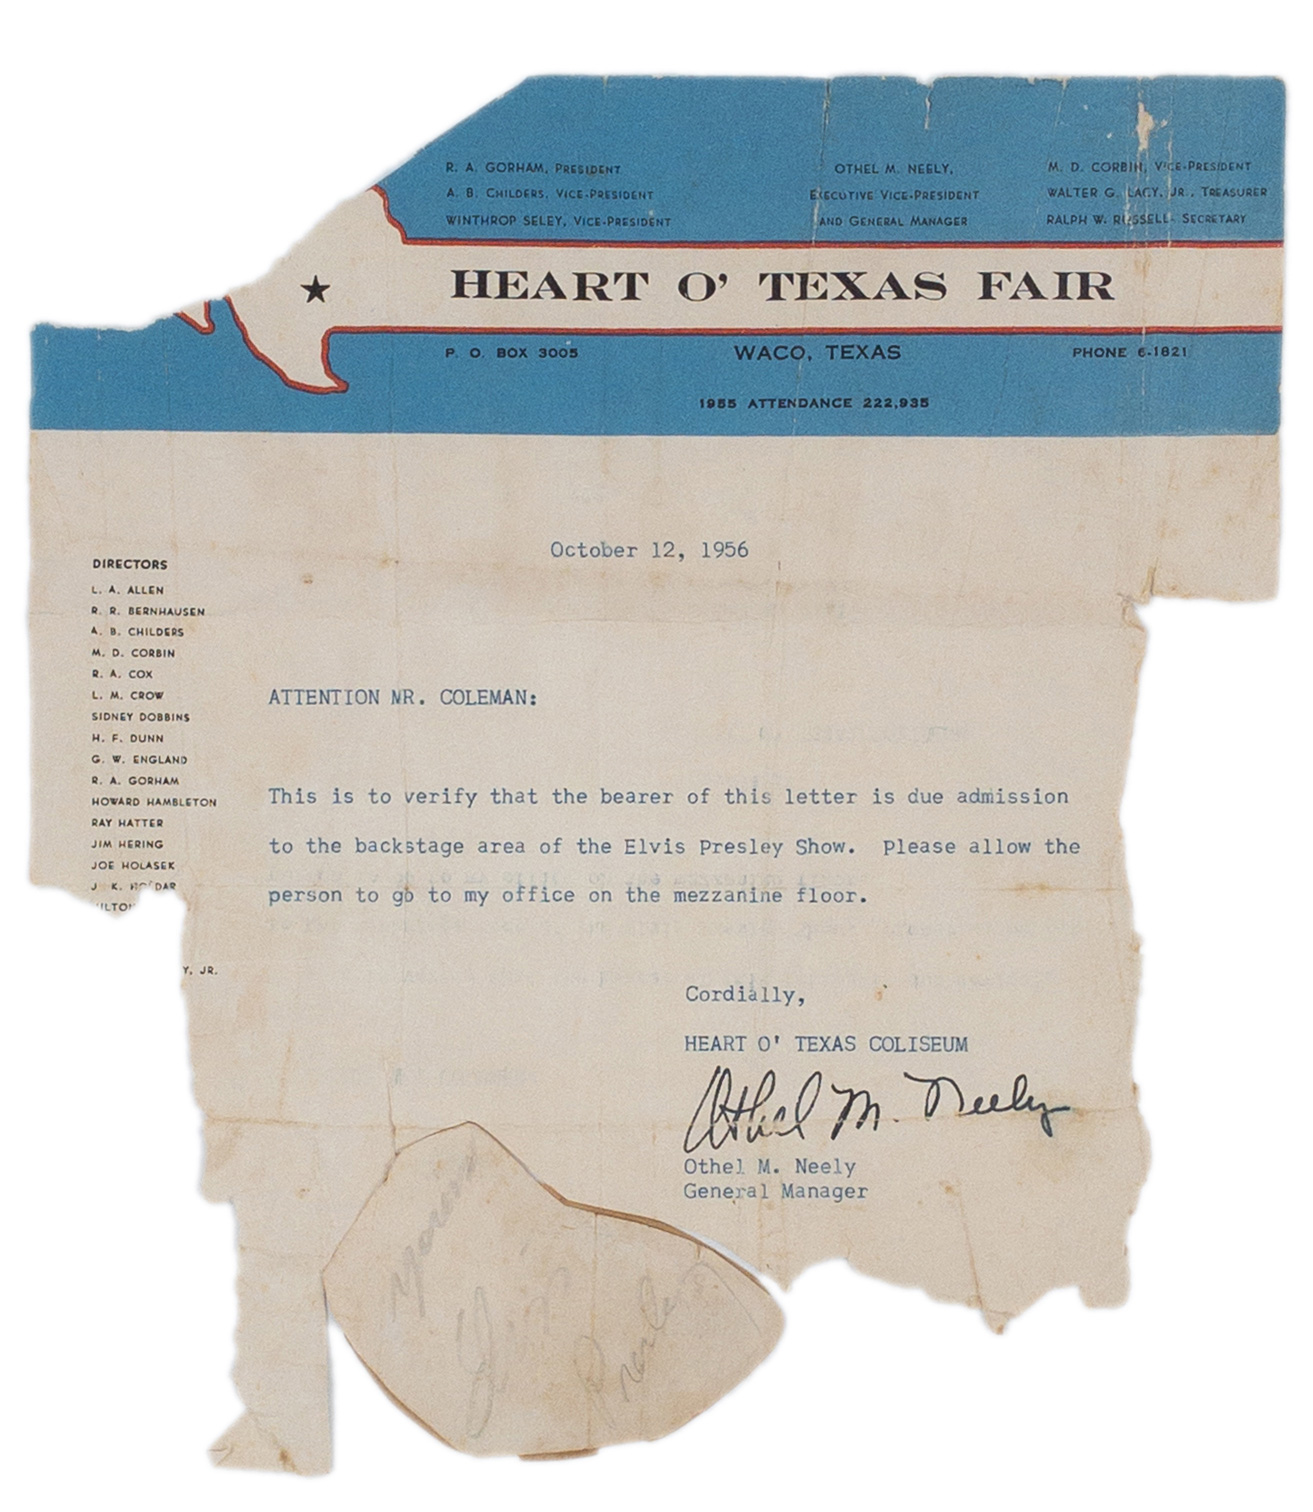 R. A. GORHAM, PRESIDENT
A. B. CHILDERS, VICE-PRESIDENT
WINTHROP SELEY, VICE-PRESIDENT
OTHEL M. NEELY,
EXECUTIVE VICE-PRESIDENT
AND GENERAL MANAGER
M. D. CORBIN, VICE-PRESIDENT
WALTER G. LACY, JR., TREASURER
RALPH W. RUSSELL- SECRETARY
HEART O' TEXAS FAIR
P. O. BOX 3005
WACO, TEXAS
PHONE 6-1821
1955 ATTENDANCE 222,935
October 12, 1956
DIRECTORS
L. A. ALLEN
R. R. BERNHAUSEN
A. B. CHILDERS
M. D. CORBIN
R. A. COX
L. M. CROW
SIDNEY DOBBINS
H. F. DUNN
G. W. ENGLAND
R. A. GORHAM
HOWARD HAMBLETON
RAY HATTER
JIM HERING
JOE HOLASEK
J. K. HOLDAR
Y, JR.
ATTENTION MR. COLEMAN:
This is to verify that the bearer of this letter is due admission
to the backstage area of the Elvis Presley Show. Please allow the
person to go to my office on the mezzanine floor.
Cordially,
HEART O' TEXAS COLISEUM
Othel M. Neely
Othel M. Neely
General Manager
Elvis
Presley